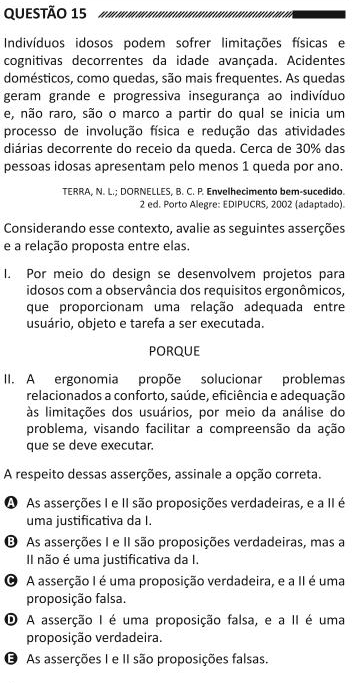 QUESTÃO 15
Indivíduos idosos podem sofrer limitações físicas e
cognitivas decorrentes da idade avançada. Acidentes
domésticos, como quedas, são mais frequentes. As quedas
geram grande e progressiva insegurança ao indivíduo
e, não raro, são o marco a partir do qual se inicia um
processo de involução física e redução das atividades
diárias decorrente do receio da queda. Cerca de 30% das
pessoas idosas apresentam pelo menos 1 queda por ano.
TERRA, N. L.; DORNELLES, B. C. P. Envelhecimento bem-sucedido.
2 ed. Porto Alegre: EDIPUCRS, 2002 (adaptado).
Considerando esse contexto, avalie as seguintes asserções
e a relação proposta entre elas.
I. Por meio do design se desenvolvem projetos para
idosos com a observância dos requisitos ergonômicos,
que proporcionam uma relação adequada entre
usuário, objeto e tarefa a ser executada.
PORQUE
II. A ergonomia propõe solucionar problemas
relacionados a conforto, saúde, eficiência e adequação
às limitações dos usuários, por meio da análise do
problema, visando facilitar a compreensão da ação
que se deve executar.
A respeito dessas asserções, assinale a opção correta.
A As asserções I e II são proposições verdadeiras, e a II é
uma justificativa da I.
B As asserções I e II são proposições verdadeiras, mas a
II não é uma justificativa da I.
C A asserção I é uma proposição verdadeira, e a II é uma
proposição falsa.
D A asserção I é uma proposição falsa, e a II é uma
proposição verdadeira.
E As asserções I e II são proposições falsas.